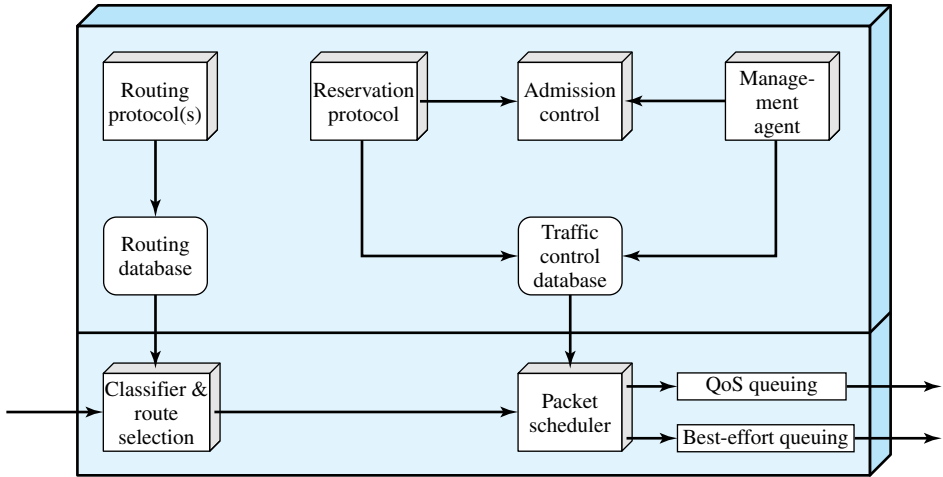 Routing
protocol(s)
Reservation
protocol
Admission
control
Manage-
ment
agent
Routing
database
Traffic
control
database
Classifier &
route
selection
Packet
scheduler
QoS queuing
Best-effort queuing